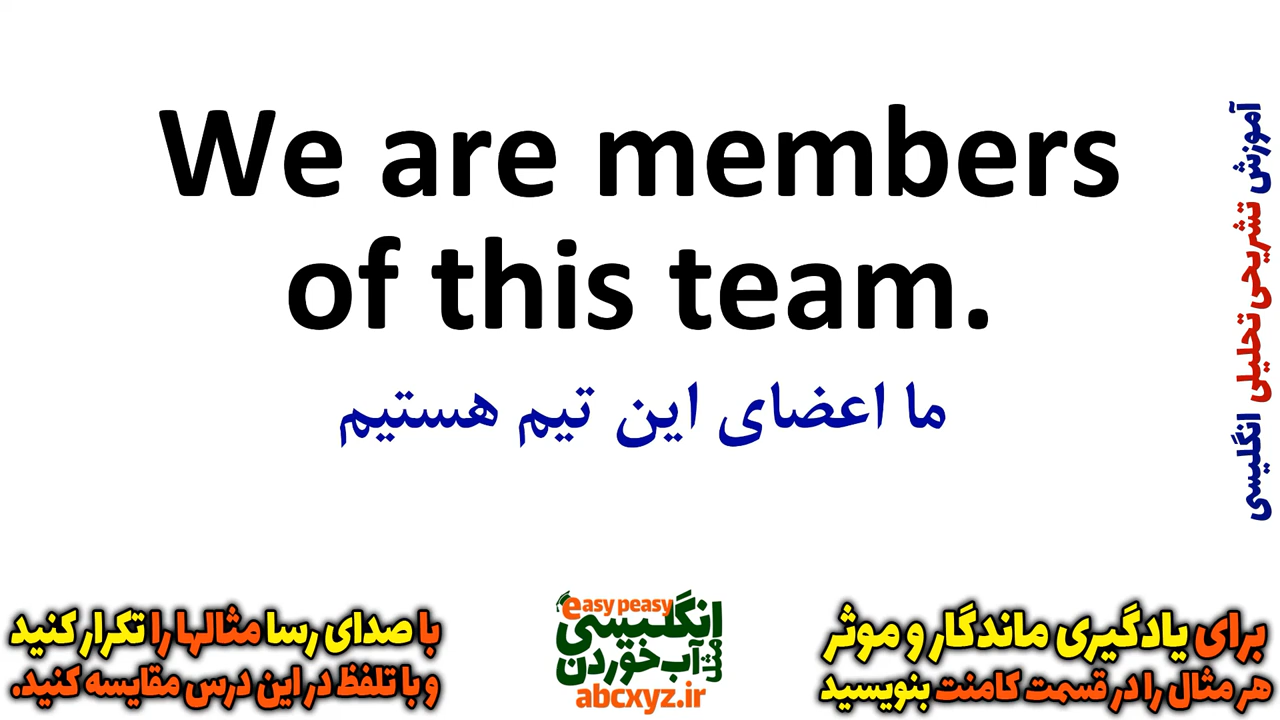 We are members
of this team.
ما اعضای این تیم هستیم
آموزش تشریحی تحلیلی انگلیسی
برای یادگیری ماندگار و موثر
هر مثال را در قسمت کامنت بنویسید
easy peasy
انگلیسی
مثل آب خوردن
abcxyz.ir
با صدای رسا مثالها را تکرار کنید
و با تلفظ در این درس مقایسه کنید.